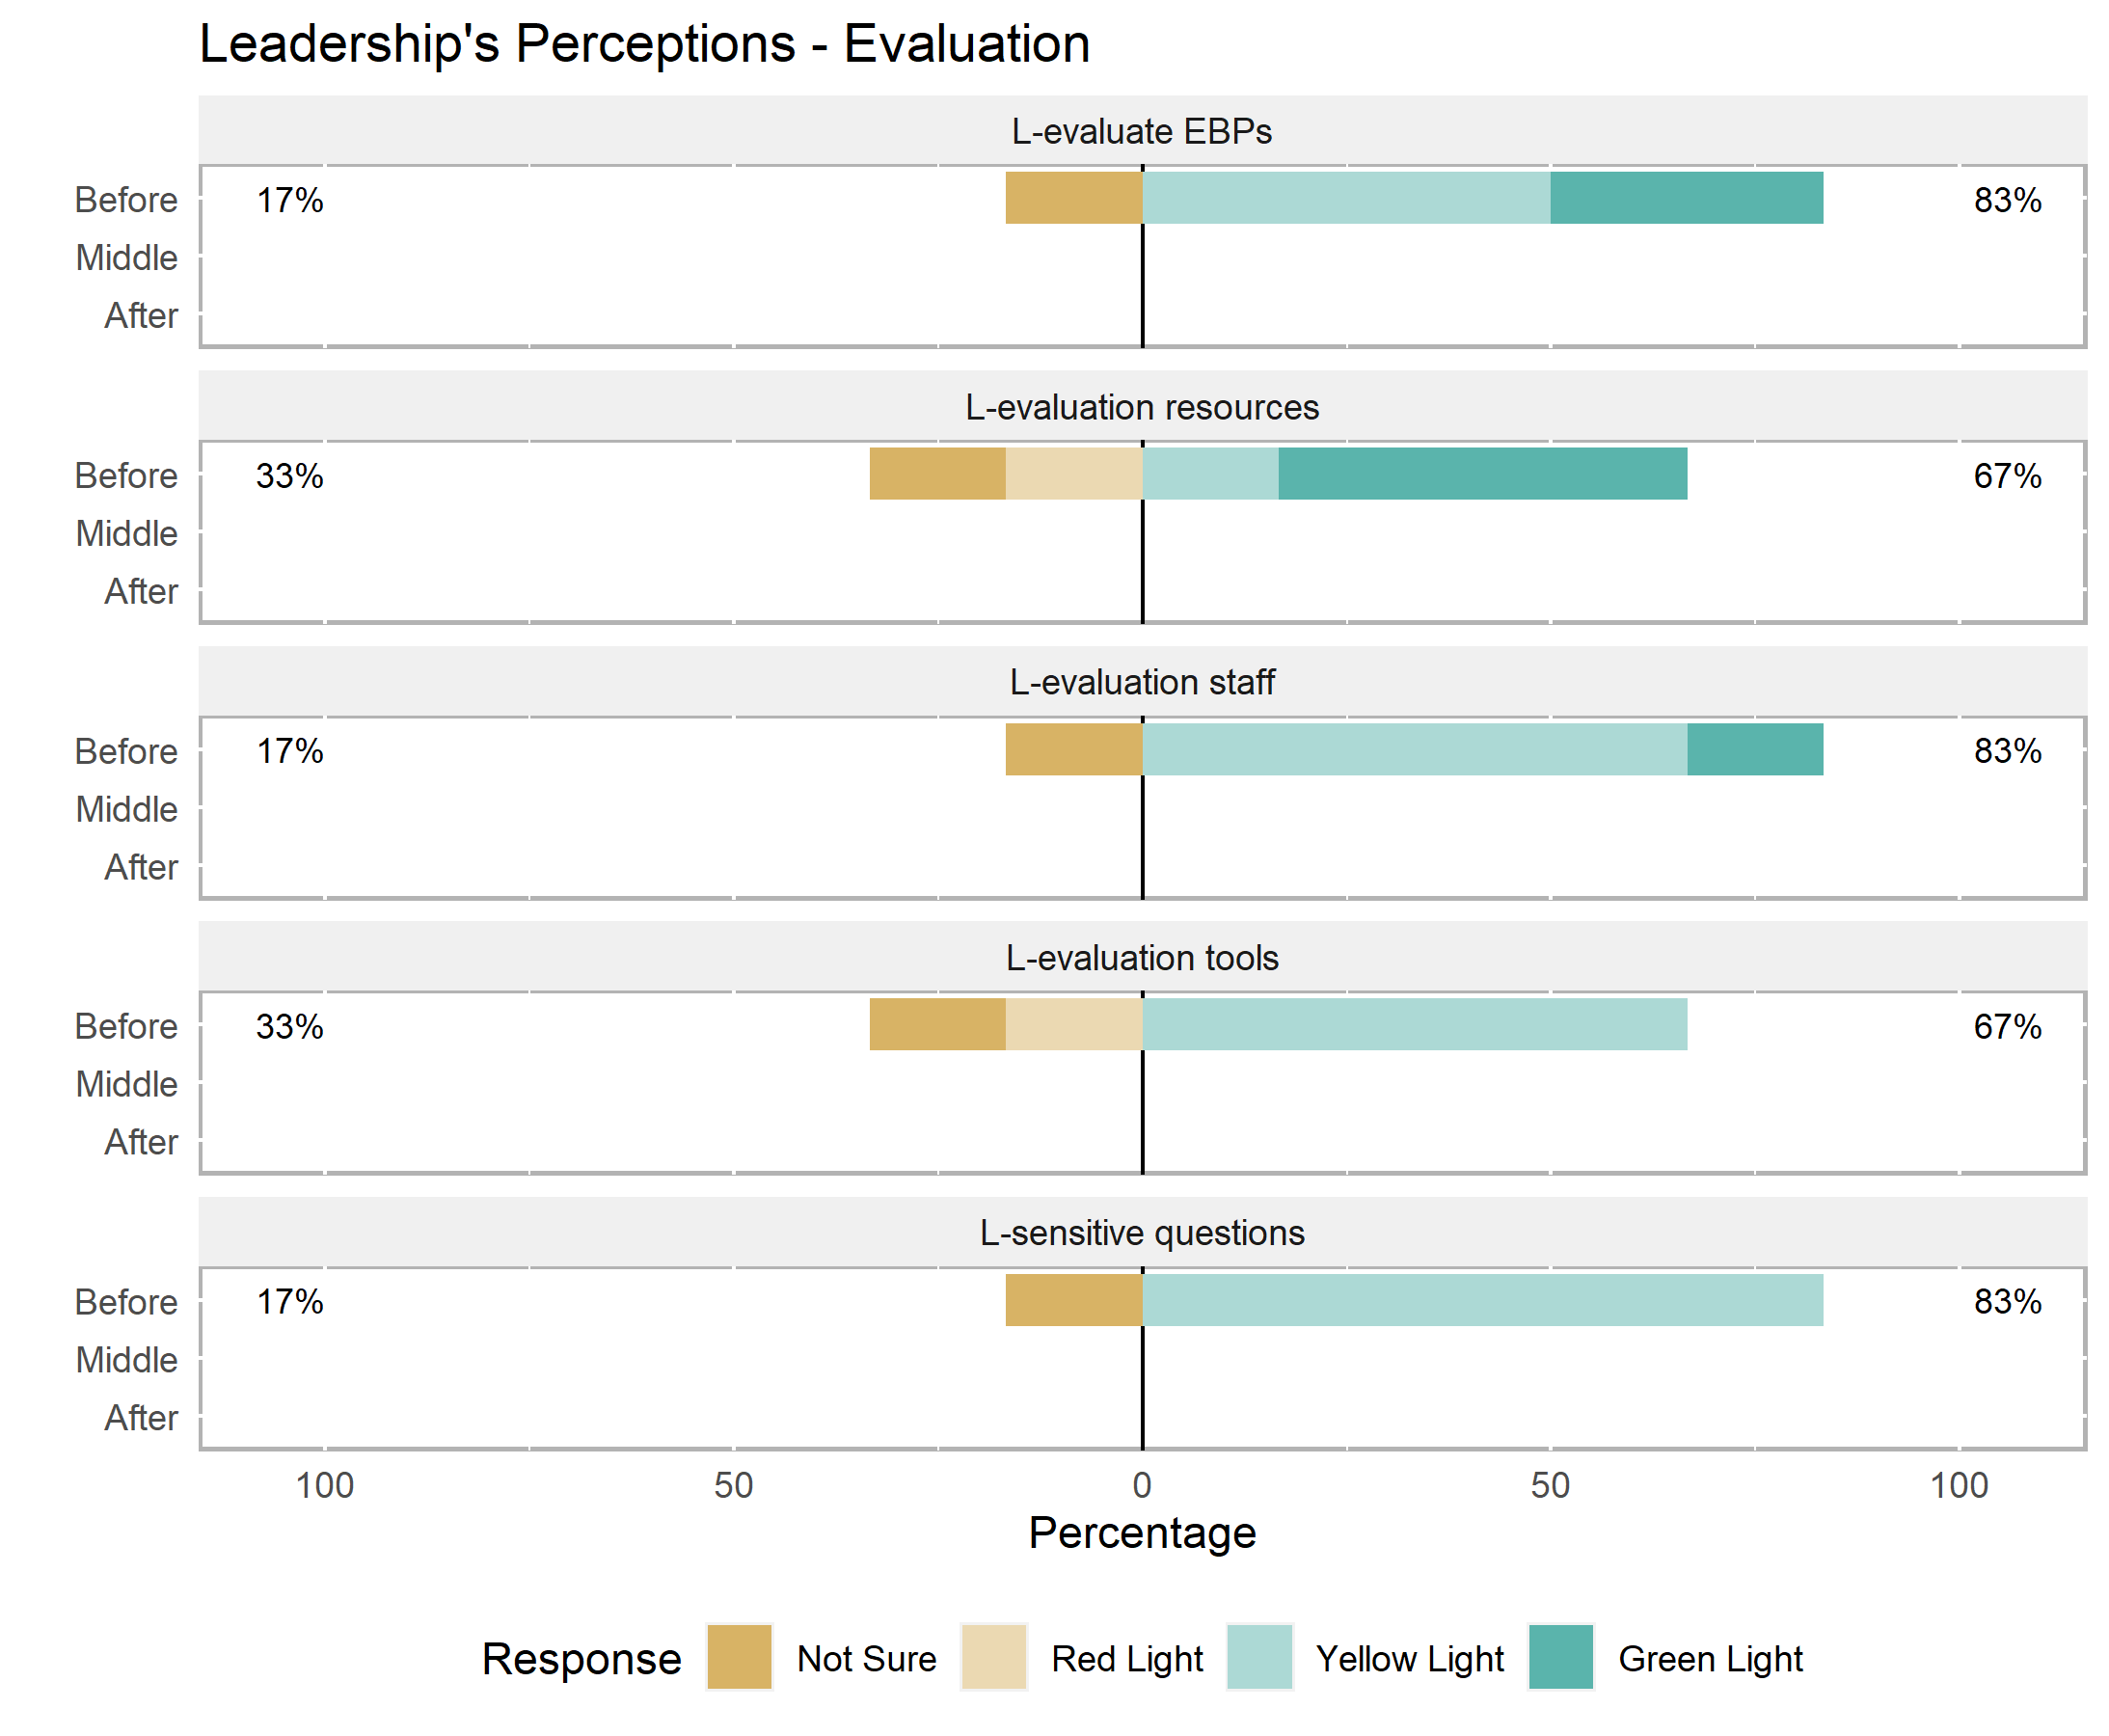 Leadership's Perceptions - Evaluation
L-evaluate EBPs
Before 17% 83%
Middle
After
L-evaluation resources
Before 33% 67%
Middle
After
L-evaluation staff
Before 17% 83%
Middle
After
L-evaluation tools
Before 33% 67%
Middle
After
L-sensitive questions
Before 17% 83%
Middle
After
100 50 0 50 100
Percentage
Response Not Sure Red Light Yellow Light Green Light